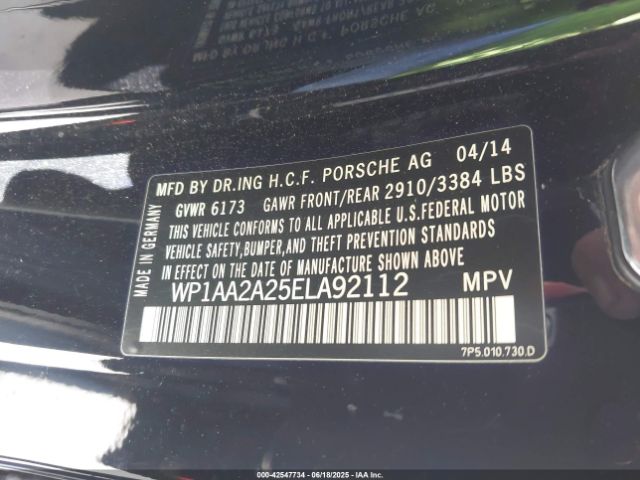 MFD BY DR.ING H.C.F. PORSCHE AG 04/14
GVWR 6173 GAWR FRONT/REAR 2910/3384 LBS
THIS VEHICLE CONFORMS TO ALL APPLICABLE U.S.FEDERAL MOTOR
VEHICLE SAFETY,BUMPER,AND THEFT PREVENTION STANDARDS
IN EFFECT ON THE DATE OF MANUFACTURE SHOWN ABOVE
WP1AA2A25ELA92112 MPV
MADE IN GERMANY
7P5.010.730.D
000-42547734 - 06/18/2025 - IAA Inc.